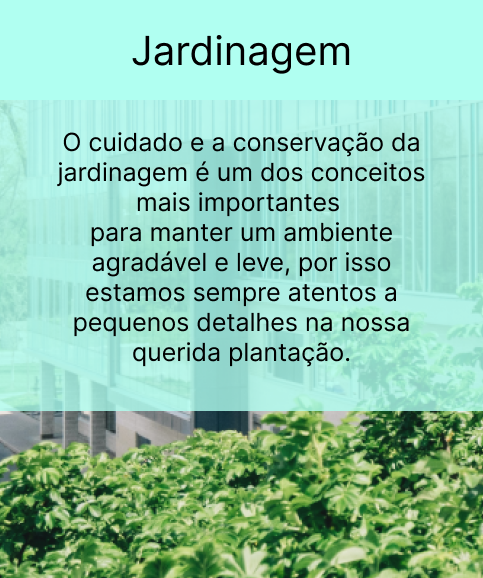 Jardinagem
O cuidado e a conservação da
jardinagem é um dos conceitos
mais importantes
para manter um ambiente
agradável e leve, por isso
estamos sempre atentos a
pequenos detalhes na nossa
querida plantação.